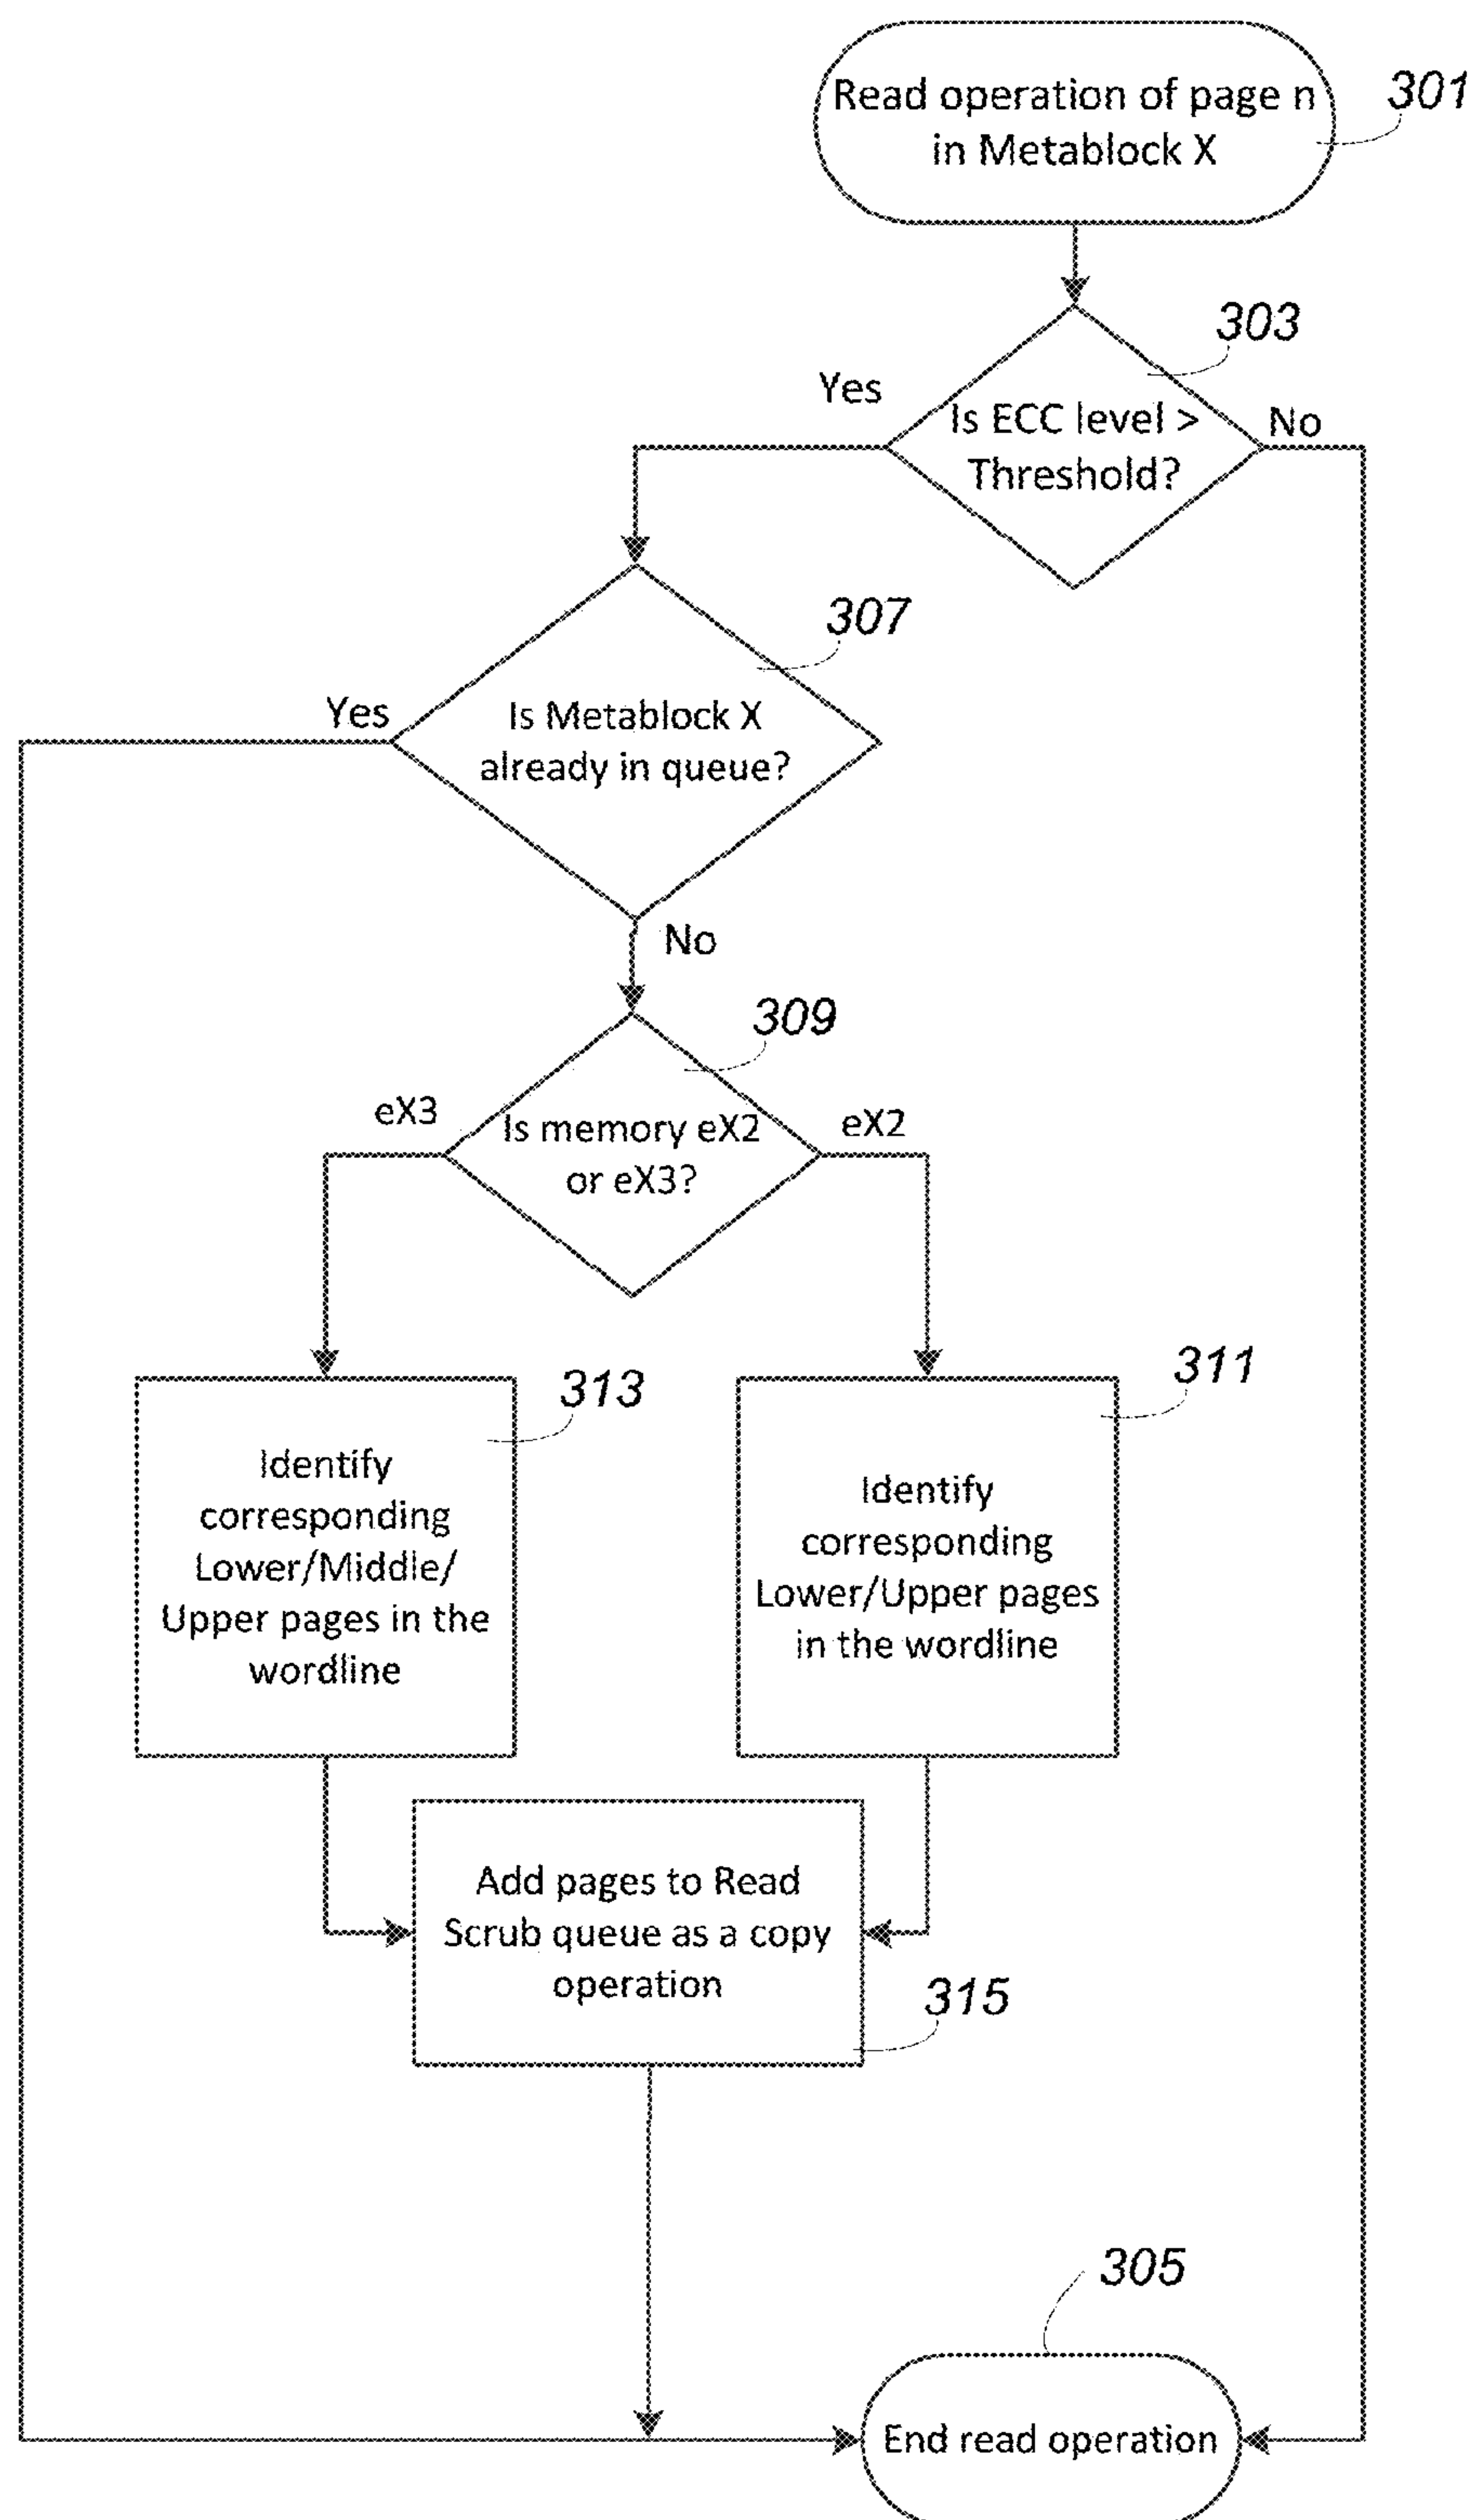 Read operation of page n
in Metablock X
301
303
Yes
Is ECC level >
Threshold?
No
307
Yes
Is Metablock X
already in queue?
No
309
eX3
Is memory eX2
or eX3?
eX2
313
311
Identify
corresponding
Lower/Middle/
Upper pages in the
wordline
Identify
corresponding
Lower/Upper pages
in the wordline
Add pages to Read
Scrub queue as a copy
operation
315
305
End read operation